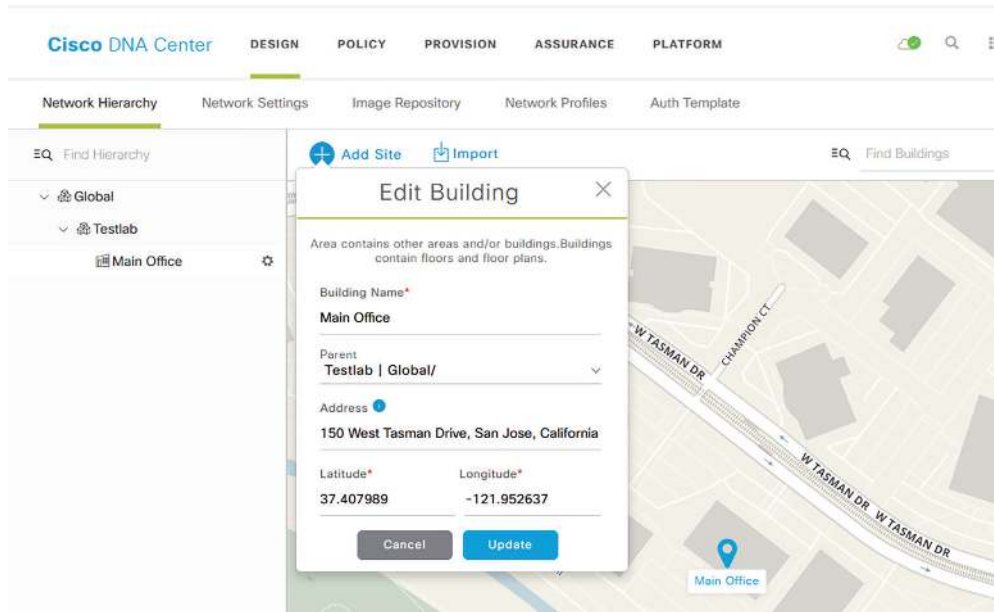 Cisco DNA Center DESIGN POLICY PROVISION ASSURANCE PLATFORM
Network Hierarchy Network Settings Image Repository Network Profiles Auth Template
Find Hierarchy
Add Site Import
Find Buildings
Global
Testlab
Main Office
Edit Building
Area contains other areas and/or buildings.Buildings
contain floors and floor plans.
Building Name*
Main Office
Parent
Testlab | Global/
Address
150 West Tasman Drive, San Jose, California
Latitude* Longitude*
37.407989 -121.952637
Cancel Update
CHAMPION CT
W TASMAN DR
W TASMAN DR
W TASMAN DR
Main Office